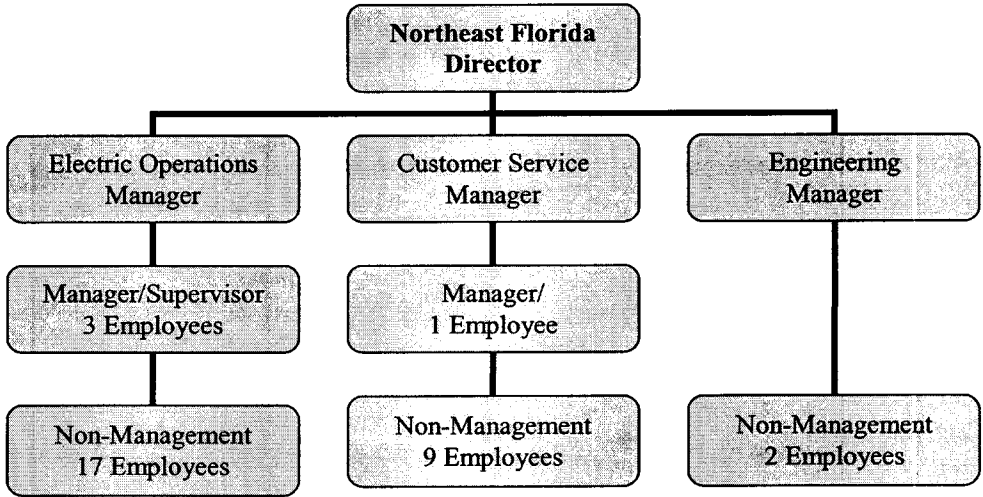 Northeast Florida
Director
Electric Operations
Manager
Customer Service
Manager
Engineering
Manager
Manager/Supervisor
3 Employees
Manager/
1 Employee
Non-Management
17 Employees
Non-Management
9 Employees
Non-Management
2 Employees